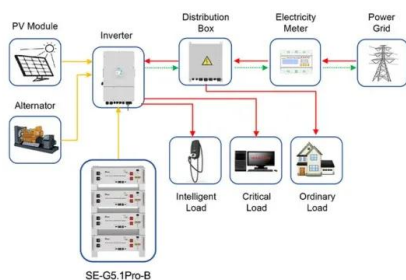 PV Module
Inverter
Distribution
Box
Electricity
Meter
Power
Grid
Alternator
Intelligent
Load
Critical
Load
Ordinary
Load
SE-G5.1Pro-B